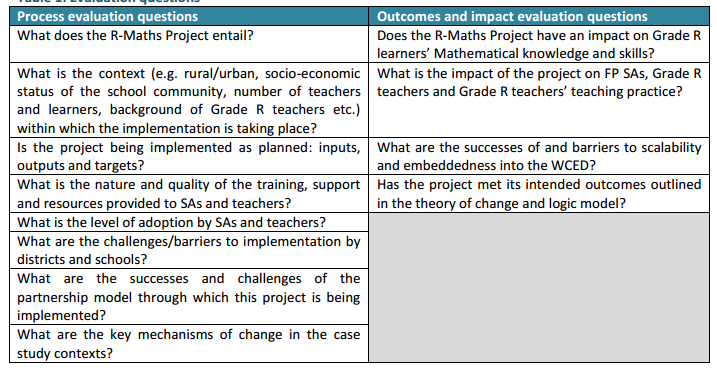 Table 1: Evaluation questions
Process evaluation questions
Outcomes and impact evaluation questions
What does the R-Maths Project entail?
Does the R-Maths Project have an impact on Grade R
learners’ Mathematical knowledge and skills?
What is the context (e.g. rural/urban, socio-economic
status of the school community, number of teachers
and learners, background of Grade R teachers etc.)
within which the implementation is taking place?
What is the impact of the project on FP SAs, Grade R
teachers and Grade R teachers’ teaching practice?
Is the project being implemented as planned: inputs,
outputs and targets?
What are the successes of and barriers to scalability
and embeddedness into the WCED?
What is the nature and quality of the training, support
and resources provided to SAs and teachers?
Has the project met its intended outcomes outlined
in the theory of change and logic model?
What is the level of adoption by SAs and teachers?
What are the challenges/barriers to implementation by
districts and schools?
What are the successes and challenges of the
partnership model through which this project is being
implemented?
What are the key mechanisms of change in the case
study contexts?